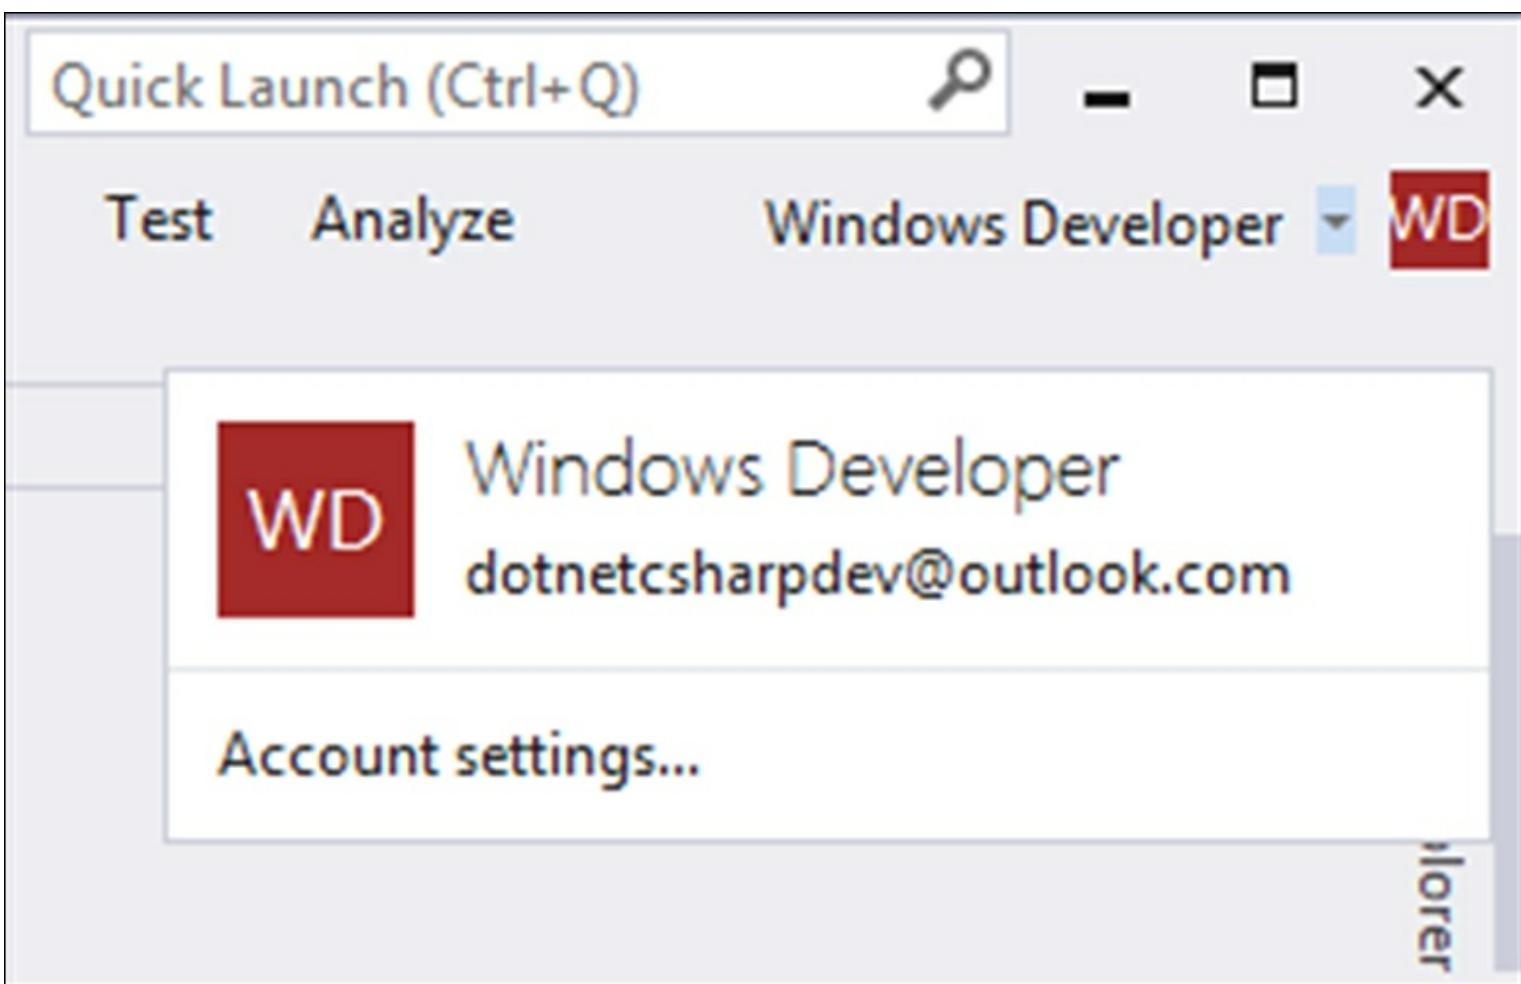 Quick Launch (Ctrl+Q)
Test Analyze Windows Developer WD
WD Windows Developer
dotnetcsharpdev@outlook.com
Account settings...